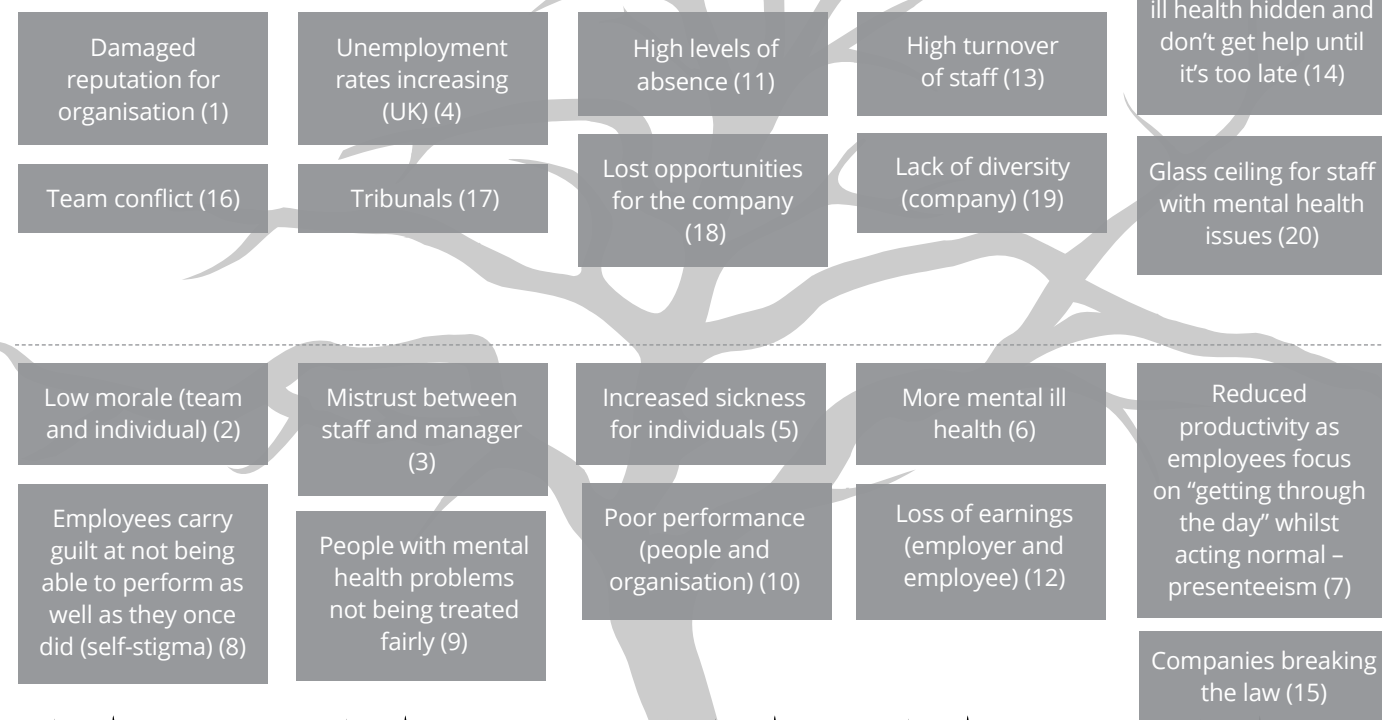 Damaged
reputation for
organisation (1)
Unemployment
rates increasing
(UK) (4)
High levels of
absence (11)
High turnover
of staff (13)
ill health hidden and
don’t get help until
it’s too late (14)
Team conflict (16)
Tribunals (17)
Lost opportunities
for the company
(18)
Lack of diversity
(company) (19)
Glass ceiling for staff
with mental health
issues (20)
Low morale (team
and individual) (2)
Mistrust between
staff and manager
(3)
Increased sickness
for individuals (5)
More mental ill
health (6)
Reduced
productivity as
employees focus
on “getting through
the day” whilst
acting normal –
presenteeism (7)
Employees carry
guilt at not being
able to perform as
well as they once
did (self-stigma) (8)
People with mental
health problems
not being treated
fairly (9)
Poor performance
(people and
organisation) (10)
Loss of earnings
(employer and
employee) (12)
Companies breaking
the law (15)